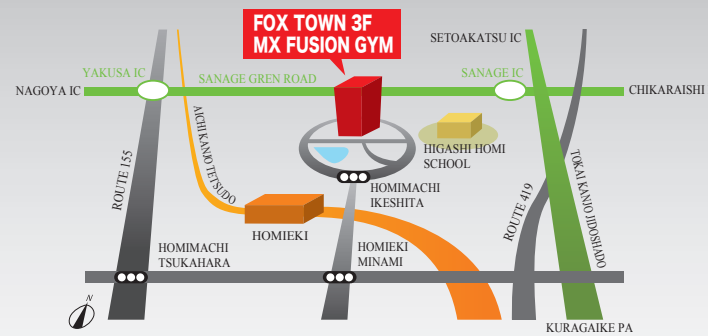 FOX TOWN 3F
MX FUSION GYM
SETOAKATSU IC
YAKUSA IC
SANAGE GREN ROAD
SANAGE IC
NAGOYA IC
CHIKARAISHI
AICHI KANJO TETSUDO
HIGASHI HOMI
SCHOOL
ROUTE 155
HOMIMACHI
IKESHITA
ROUTE 419
TOKAI KANJO JIDOSHADO
HOMIEKI
HOMIMACHI
TSUKAHARA
HOMIEKI
MINAMI
N
KURAGAIKE PA